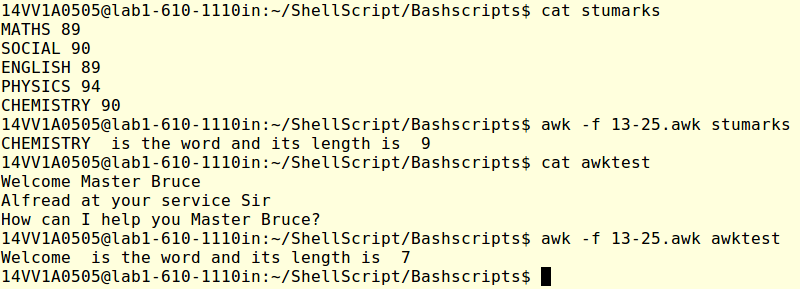 14VV1A0505@lab1-610-1110in:~/ShellScript/Bashscripts$ cat stumarks
MATHS 89
SOCIAL 90
ENGLISH 89
PHYSICS 94
CHEMISTRY 90
14VV1A0505@lab1-610-1110in:~/ShellScript/Bashscripts$ awk -f 13-25.awk stumarks
CHEMISTRY  is the word and its length is  9
14VV1A0505@lab1-610-1110in:~/ShellScript/Bashscripts$ cat awktest
Welcome Master Bruce
Alfread at your service Sir
How can I help you Master Bruce?
14VV1A0505@lab1-610-1110in:~/ShellScript/Bashscripts$ awk -f 13-25.awk awktest
Welcome  is the word and its length is  7
14VV1A0505@lab1-610-1110in:~/ShellScript/Bashscripts$